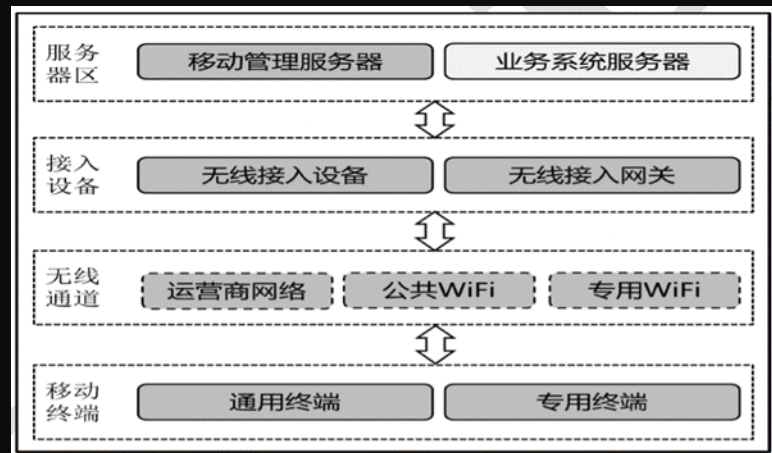 服务
器区
移动管理服务器
业务系统服务器
接入
设备
无线接入设备
无线接入网关
无线
通道
运营商网络
公共WiFi
专用WiFi
移动
终端
通用终端
专用终端